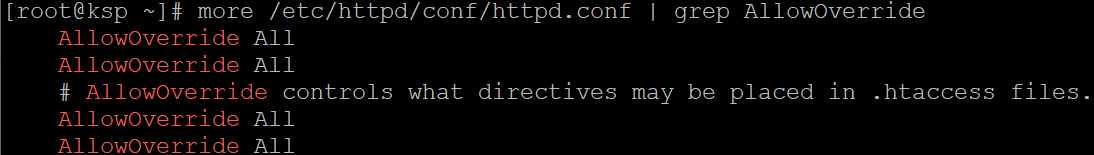 [root@ksp ~]# more /etc/httpd/conf/httpd.conf | grep AllowOverride
AllowOverride All
AllowOverride All
# AllowOverride controls what directives may be placed in .htaccess files.
AllowOverride All
AllowOverride All